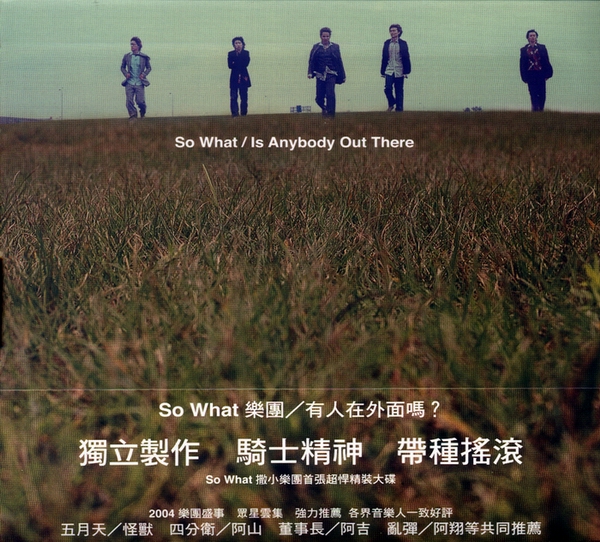 So What / Is Anybody Out There
So What 樂團／有人在外面嗎？
獨立製作 騎士精神 帶種搖滾
So What 撒小樂團首張超悍精裝大碟
2004 樂團盛事 眾星雲集 強力推薦 各界音樂人一致好評
五月天／怪獸 四分衛／阿山 董事長／阿吉 亂彈／阿翔等共同推薦